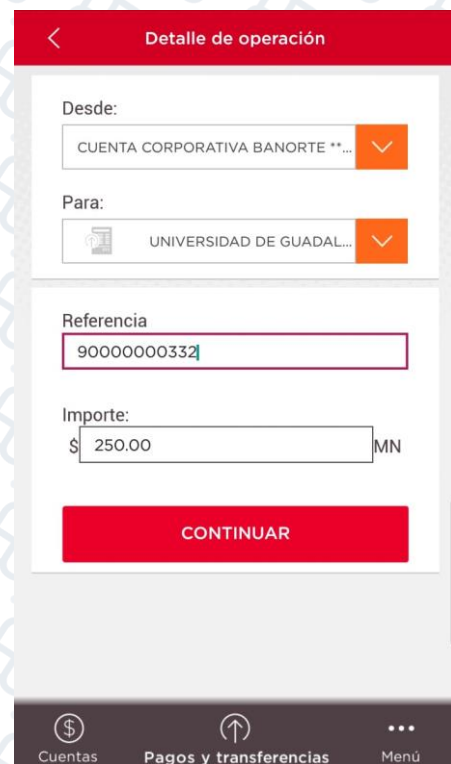 Detalle de operación
Desde:
CUENTA CORPORATIVA BANORTE **...
Para:
UNIVERSIDAD DE GUADAL...
Referencia
90000000332
Importe:
$ 250.00 MN
CONTINUAR
Cuentas Pagos y transferencias Menú